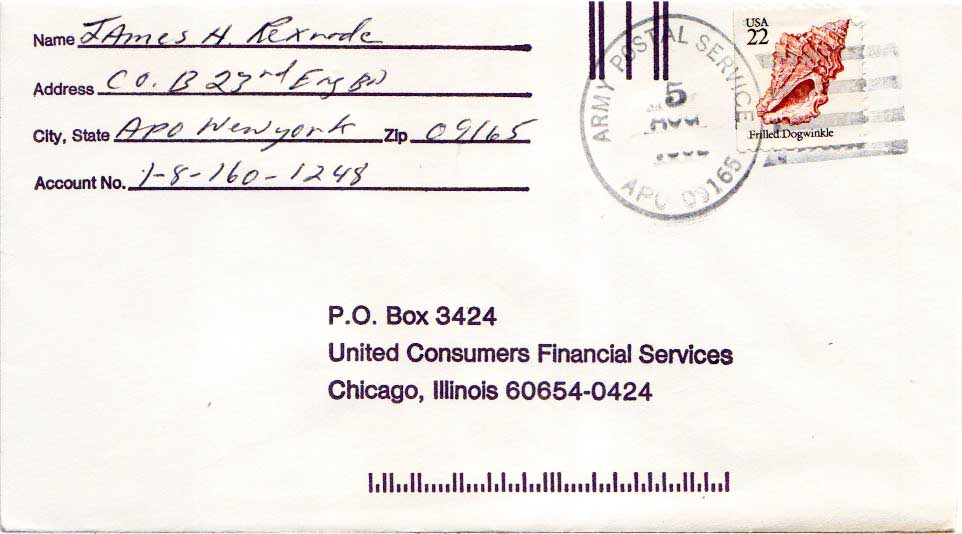 Name James H. Rexrode
Address Co. B 23rd Eng Bn
City, State APO New York Zip 09165
Account No. 1-8-160-1248
ARMY POSTAL SERVICE
5
AUG
APO 09165
USA
22
Frilled Dogwinkle
P.O. Box 3424
United Consumers Financial Services
Chicago, Illinois 60654-0424